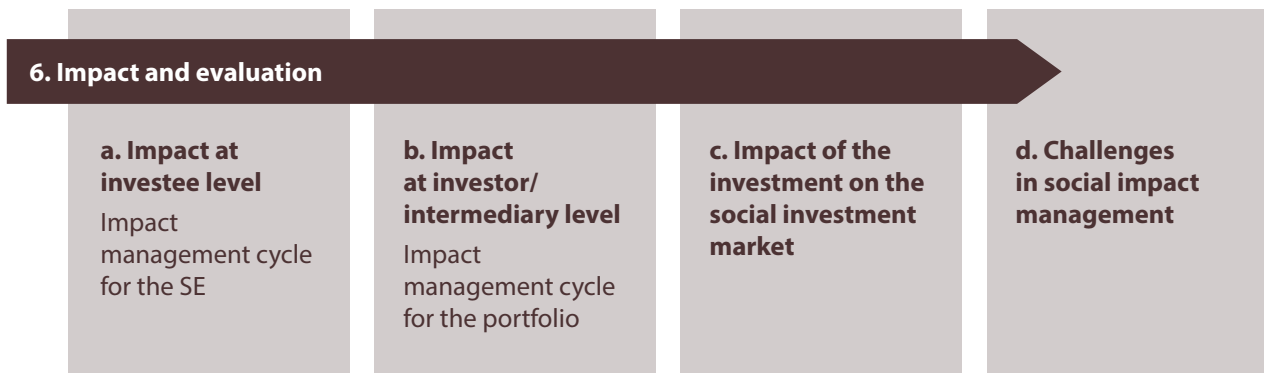 6. Impact and evaluation
a. Impact at
investee level
Impact
management cycle
for the SE
b. Impact
at investor/
intermediary level
Impact
management cycle
for the portfolio
c. Impact of the
investment on the
social investment
market
d. Challenges
in social impact
management